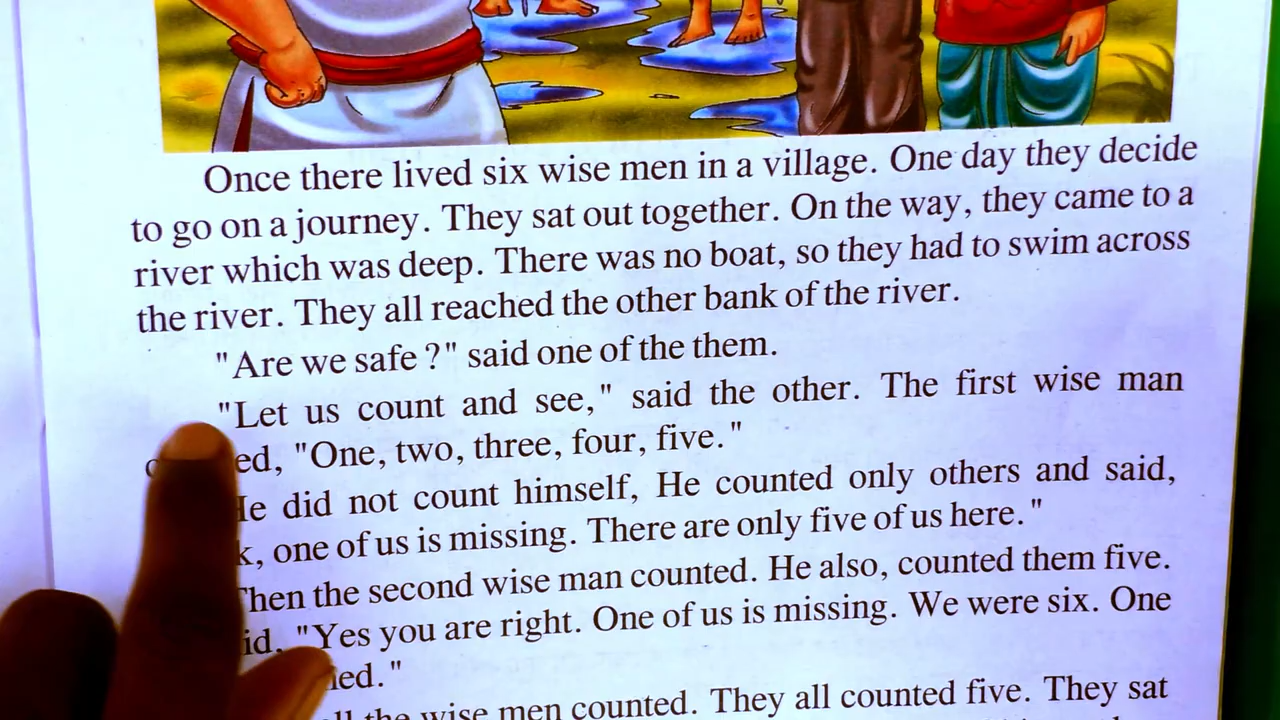 Once there lived six wise men in a village. One day they decide
to go on a journey. They sat out together. On the way, they came to a
river which was deep. There was no boat, so they had to swim across
the river. They all reached the other bank of the river.
"Are we safe ?" said one of the them.
"Let us count and see," said the other. The first wise man
"One, two, three, four, five."
He did not count himself, He counted only others and said,
one of us is missing. There are only five of us here."
Then the second wise man counted. He also, counted them five.
"Yes you are right. One of us is missing. We were six. One
the wise men counted. They all counted five. They sat